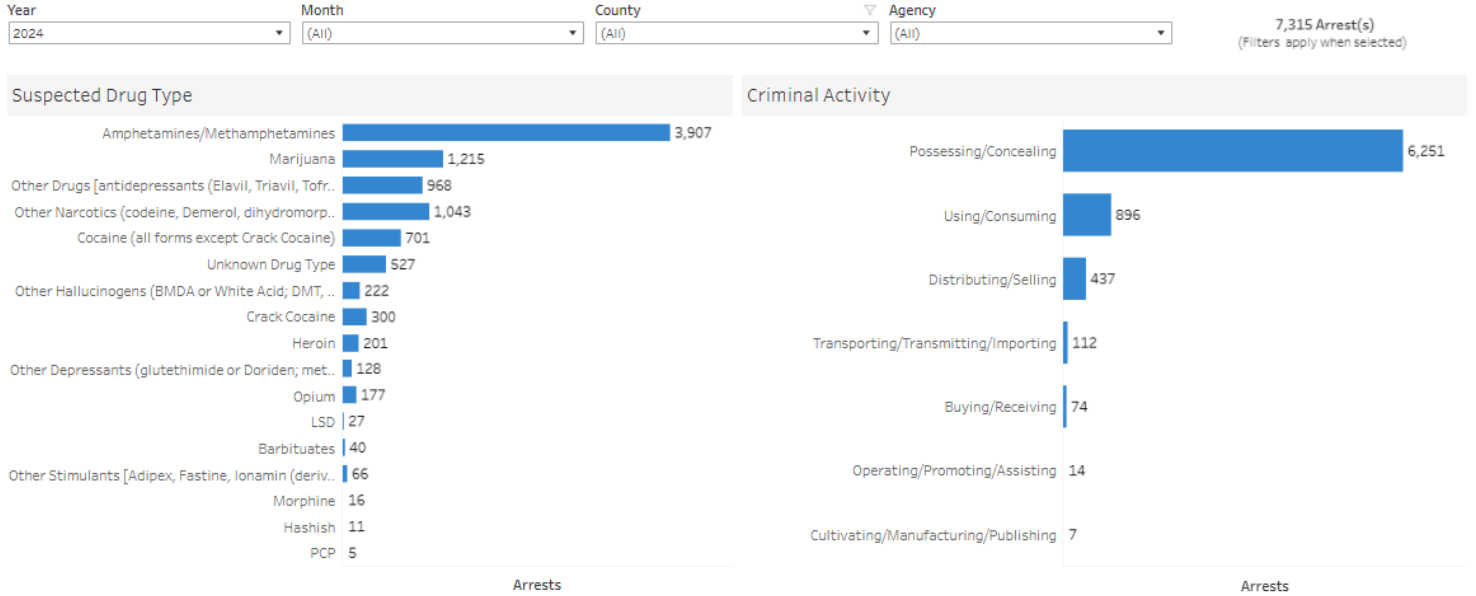 Year Month County Agency
2024 (All) (All) (All)
7,315 Arrest(s)
(Filters apply when selected)
Suspected Drug Type
Amphetamines/Methamphetamines 3,907
Marijuana 1,215
Other Drugs [antidepressants (Elavil, Triavil, Tofr.. 968
Other Narcotics (codeine, Demerol, dihydromorp.. 1,043
Cocaine (all forms except Crack Cocaine) 701
Unknown Drug Type 527
Other Hallucinogens (BMDA or White Acid; DMT, .. 222
Crack Cocaine 300
Heroin 201
Other Depressants (glutethimide or Doriden; met.. 128
Opium 177
LSD 27
Barbituates 40
Other Stimulants [Adipex, Fastine, Ionamin (deriv.. 66
Morphine 16
Hashish 11
PCP 5
Arrests
Criminal Activity
Possessing/Concealing 6,251
Using/Consuming 896
Distributing/Selling 437
Transporting/Transmitting/Importing 112
Buying/Receiving 74
Operating/Promoting/Assisting 14
Cultivating/Manufacturing/Publishing 7
Arrests